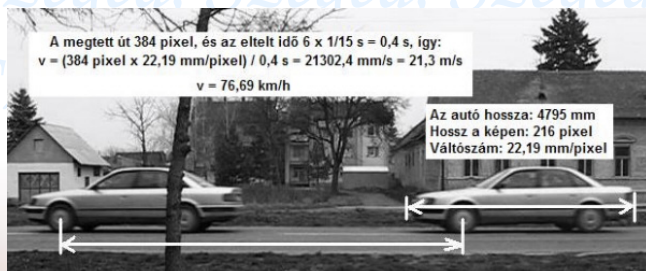 A megtett út 384 pixel, és az eltelt idő 6 x 1/15 s = 0,4 s, így:
v = (384 pixel x 22,19 mm/pixel) / 0,4 s = 21302,4 mm/s = 21,3 m/s
v = 76,69 km/h
Az autó hossza: 4795 mm
Hossz a képen: 216 pixel
Váltószám: 22,19 mm/pixel